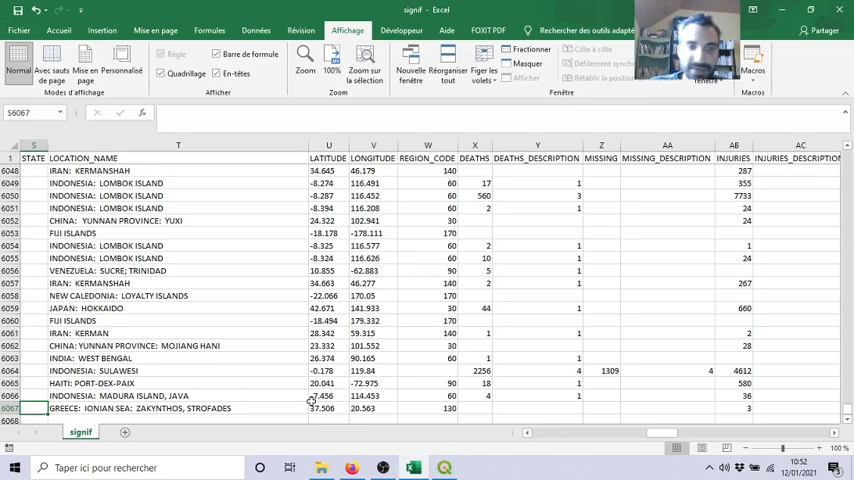 signif - Excel
Fichier Accueil Insertion Mise en page Formules Données Révision Affichage Développeur Aide FOXIT PDF Rechercher des outils adapté Partager
Normal
Avec sauts de page
Mise en page
Personnalisé
Modes d'affichage
Règle
Barre de formule
Quadrillage
En-têtes
Afficher
Zoom
100%
Zoom sur la sélection
Zoom
Nouvelle fenêtre
Réorganiser tout
Figer les volets
Fractionner
Masquer
Afficher
Côte à côte
Défilement synchrone
Rétablir la position
Fenêtre
Macros
Macros
S6067
fx
S T U V W X Y Z AA AB AC
1 STATE LOCATION_NAME LATITUDE LONGITUDE REGION_CODE DEATHS DEATHS_DESCRIPTION MISSING MISSING_DESCRIPTION INJURIES INJURIES_DESCRIPTION
6048 IRAN: KERMANSHAH 34.645 46.179 140 287
6049 INDONESIA: LOMBOK ISLAND -8.274 116.491 60 17 1 355
6050 INDONESIA: LOMBOK ISLAND -8.287 116.452 60 560 3 7733
6051 INDONESIA: LOMBOK ISLAND -8.394 116.208 60 2 1 24
6052 CHINA: YUNNAN PROVINCE: YUXI 24.322 102.941 30 24
6053 FIJI ISLANDS -18.178 -178.111 170
6054 INDONESIA: LOMBOK ISLAND -8.325 116.577 60 2 1 1
6055 INDONESIA: LOMBOK ISLAND -8.324 116.626 60 10 1 24
6056 VENEZUELA: SUCRE; TRINIDAD 10.855 -62.883 90 5 1
6057 IRAN: KERMANSHAH 34.663 46.277 140 2 1 267
6058 NEW CALEDONIA: LOYALTY ISLANDS -22.066 170.05 170
6059 JAPAN: HOKKAIDO 42.671 141.933 30 44 1 660
6060 FIJI ISLANDS -18.494 179.332 170
6061 IRAN: KERMAN 28.342 59.315 140 1 1 2
6062 CHINA: YUNNAN PROVINCE: MOJIANG HANI 23.332 101.552 30 28
6063 INDIA: WEST BENGAL 26.374 90.165 60 1 1
6064 INDONESIA: SULAWESI -0.178 119.84 60 2256 4 1309 4 4612
6065 HAITI: PORT-DEX-PAIX 20.041 -72.975 90 18 1 580
6066 INDONESIA: MADURA ISLAND, JAVA -7.456 114.453 60 4 1 36
6067 GREECE: IONIAN SEA: ZAKYNTHOS, STROFADES 37.506 20.563 130 3
6068
signif
100 %
Taper ici pour rechercher
10:52
12/01/2021
3